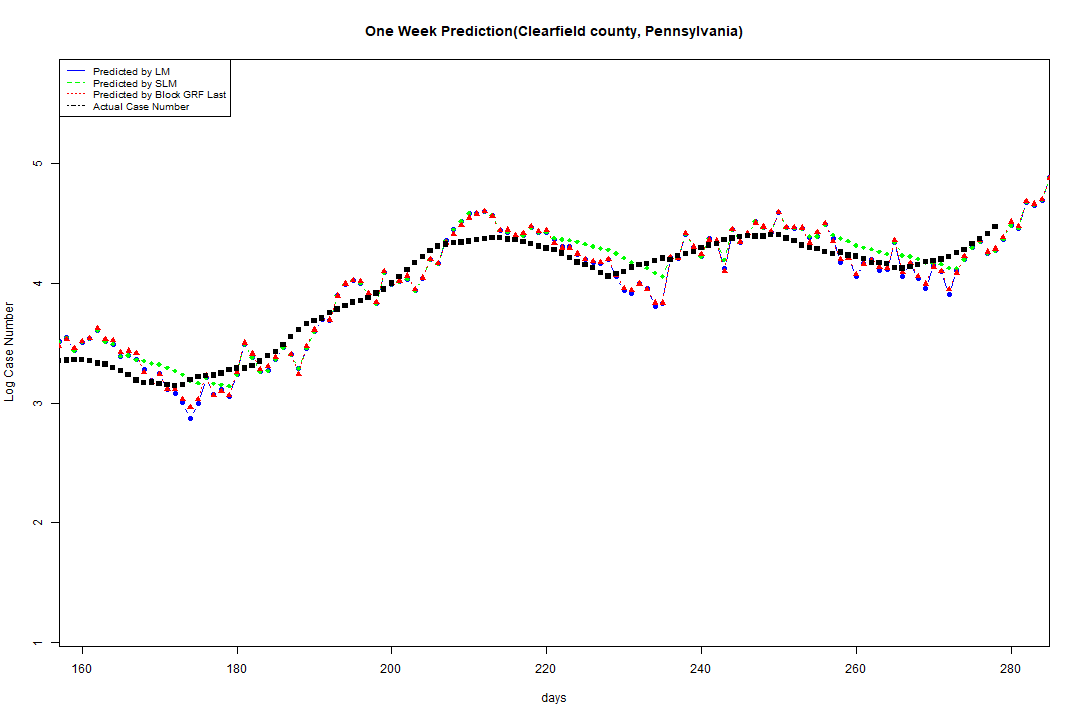 One Week Prediction(Clearfield county, Pennsylvania)
Predicted by LM
Predicted by SLM
Predicted by Block GRF Last
Actual Case Number
5
4
3
2
1
Log Case Number
160 180 200 220 240 260 280
days